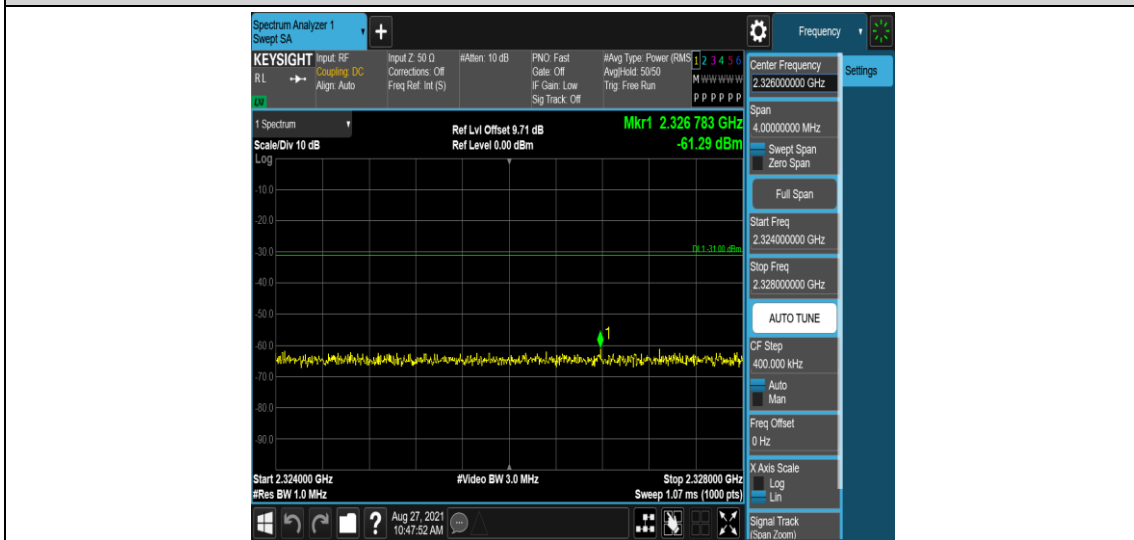 Spectrum Analyzer 1
Swept SA
+
Frequency
KEYSIGHT
RL
LXI
Input: RF
Coupling: DC
Align: Auto
Input Z: 50 Ω
Corrections: Off
Freq Ref: Int (S)
#Atten: 10 dB
PNO: Fast
Gate: Off
IF Gain: Low
Sig Track: Off
#Avg Type: Power (RMS
Avg|Hold: 50/50
Trig: Free Run
1 2 3 4 5 6
M W W W W W
P P P P P P
Settings
Center Frequency
2.326000000 GHz
Span
4.00000000 MHz
Swept Span
Zero Span
Full Span
Start Freq
2.324000000 GHz
Stop Freq
2.328000000 GHz
AUTO TUNE
CF Step
400.000 kHz
Auto
Man
Freq Offset
0 Hz
X Axis Scale
Log
Lin
Signal Track
(Span Zoom)
1 Spectrum
Scale/Div 10 dB
Ref Lvl Offset 9.71 dB
Ref Level 0.00 dBm
Mkr1 2.326 783 GHz
-61.29 dBm
Log
-10.0
-20.0
-30.0
DL1 -31.00 dBm
-40.0
-50.0
1
-60.0
-70.0
-80.0
-90.0
Start 2.324000 GHz
#Video BW 3.0 MHz
Stop 2.328000 GHz
#Res BW 1.0 MHz
Sweep 1.07 ms (1000 pts)
?
Aug 27, 2021
10:47:52 AM